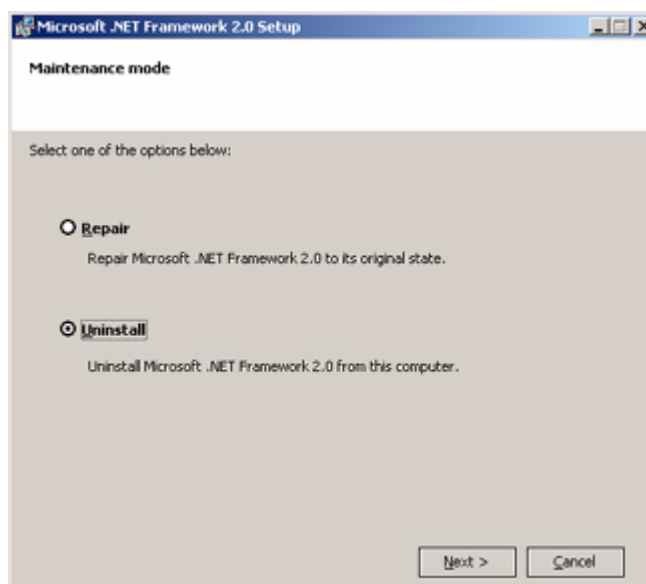 Microsoft .NET Framework 2.0 Setup
Maintenance mode
Select one of the options below:
Repair
Repair Microsoft .NET Framework 2.0 to its original state.
Uninstall
Uninstall Microsoft .NET Framework 2.0 from this computer.
Next > Cancel